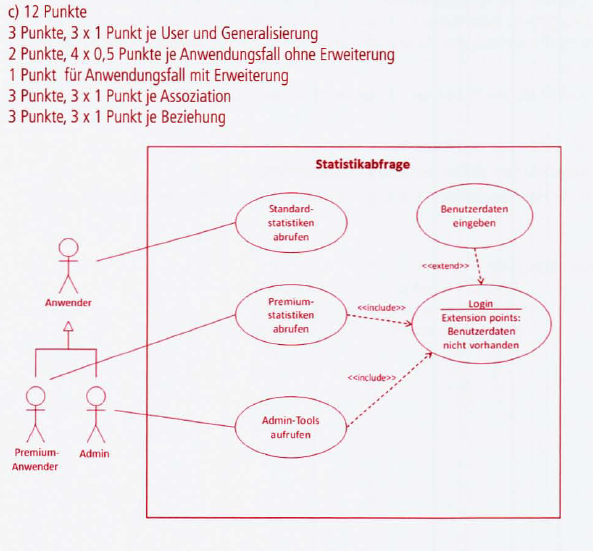 c) 12 Punkte
3 Punkte, 3 x 1 Punkt je User und Generalisierung
2 Punkte, 4 x 0,5 Punkte je Anwendungsfall ohne Erweiterung
1 Punkt für Anwendungsfall mit Erweiterung
3 Punkte, 3 x 1 Punkt je Assoziation
3 Punkte, 3 x 1 Punkt je Beziehung
Statistikabfrage
Standard-
statistiken
abrufen
Benutzerdaten
eingeben
<<extend>>
Anwender
Premium-
statistiken
abrufen
<<include>>
Login
Extension points:
Benutzerdaten
nicht vorhanden
<<include>>
Admin-Tools
aufrufen
Premium-
Anwender
Admin